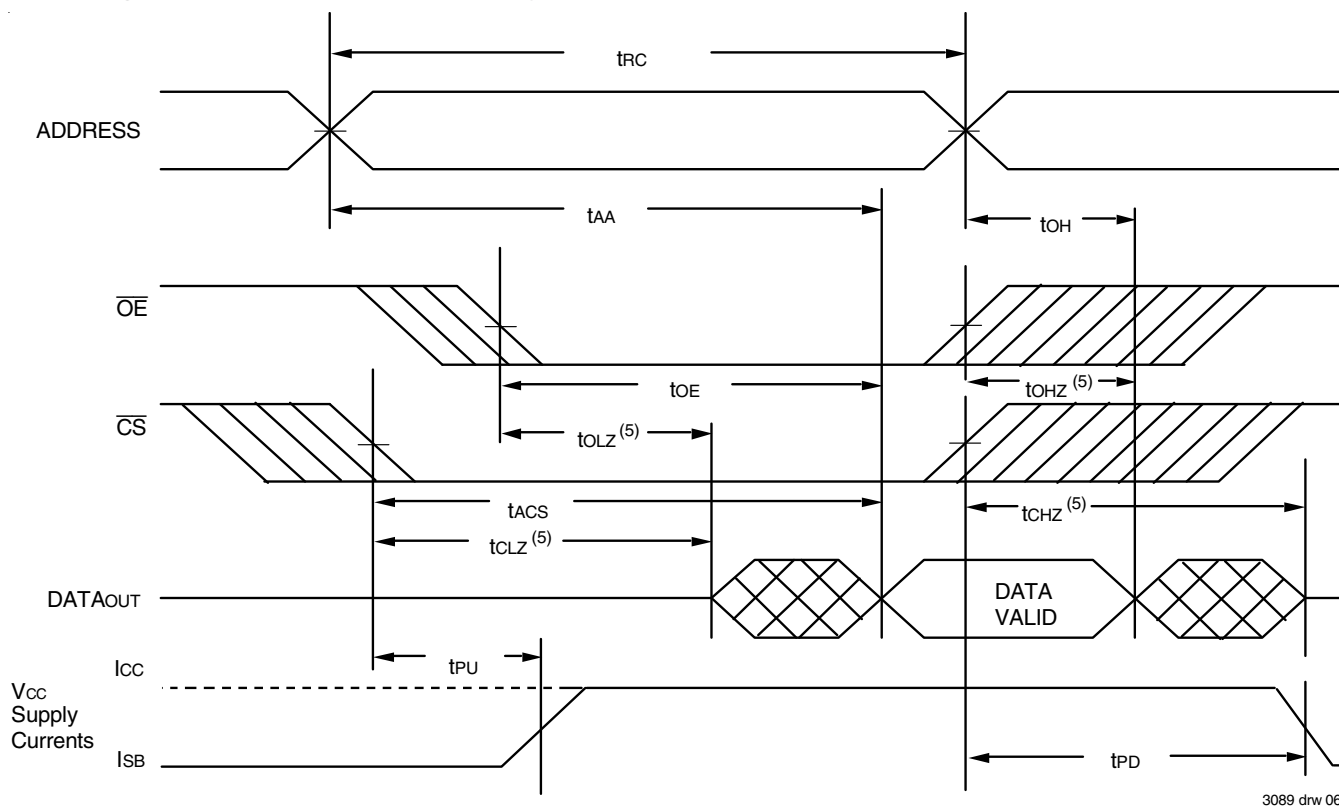 tRC
ADDRESS
tAA
tOH
OE
tOE
tOHZ (5)
CS
tOLZ (5)
tACS
tCHZ (5)
tCLZ (5)
DATAOUT
DATA
VALID
ICC
tPU
VCC
Supply
Currents
ISB
tPD
3089 drw 06